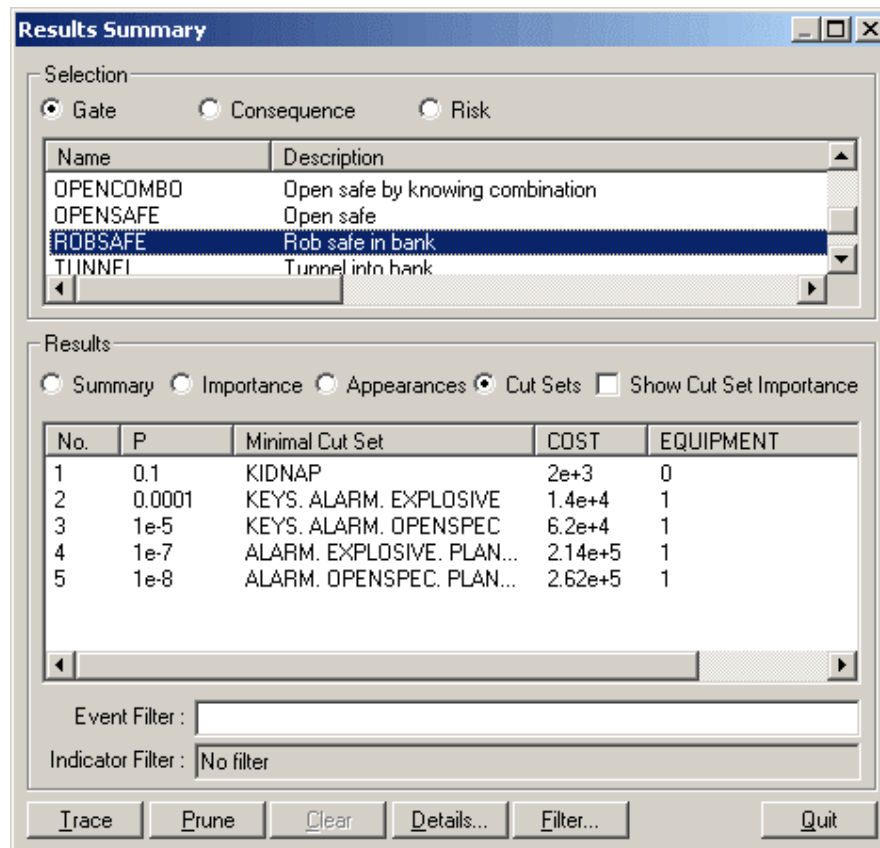 Results Summary
Selection
Gate Consequence Risk
Name Description
OPENCOMBO Open safe by knowing combination
OPENSAFE Open safe
ROBSAFE Rob safe in bank
TUNNEL Tunnel into bank
Results
Summary Importance Appearances Cut Sets Show Cut Set Importance
No. P Minimal Cut Set COST EQUIPMENT
1 0.1 KIDNAP 2e+3 0
2 0.0001 KEYS. ALARM. EXPLOSIVE 1.4e+4 1
3 1e-5 KEYS. ALARM. OPENSPEC 6.2e+4 1
4 1e-7 ALARM. EXPLOSIVE. PLAN... 2.14e+5 1
5 1e-8 ALARM. OPENSPEC. PLAN... 2.62e+5 1
Event Filter :
Indicator Filter : No filter
Trace Prune Clear Details... Filter... Quit